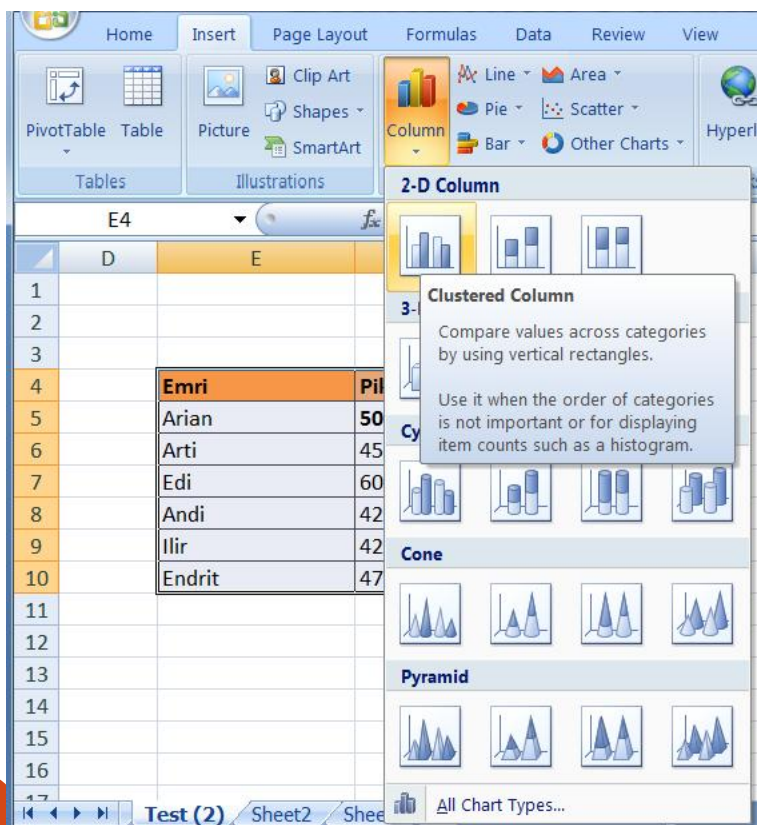 Home Insert Page Layout Formulas Data Review View
PivotTable Table Picture Clip Art Shapes SmartArt Column Line Area Pie Scatter Bar Other Charts
Tables Illustrations
2-D Column
E4 fx
D E
Clustered Column
Compare values across categories
by using vertical rectangles.
Use it when the order of categories
is not important or for displaying
item counts such as a histogram.
1
2
3
4 Emri
5 Arian 50
6 Arti 45
7 Edi 60
8 Andi 42
9 Ilir 42
10 Endrit 47
11
12
13
14
15
16
17
Cone
Pyramid
All Chart Types...
Test (2) Sheet2